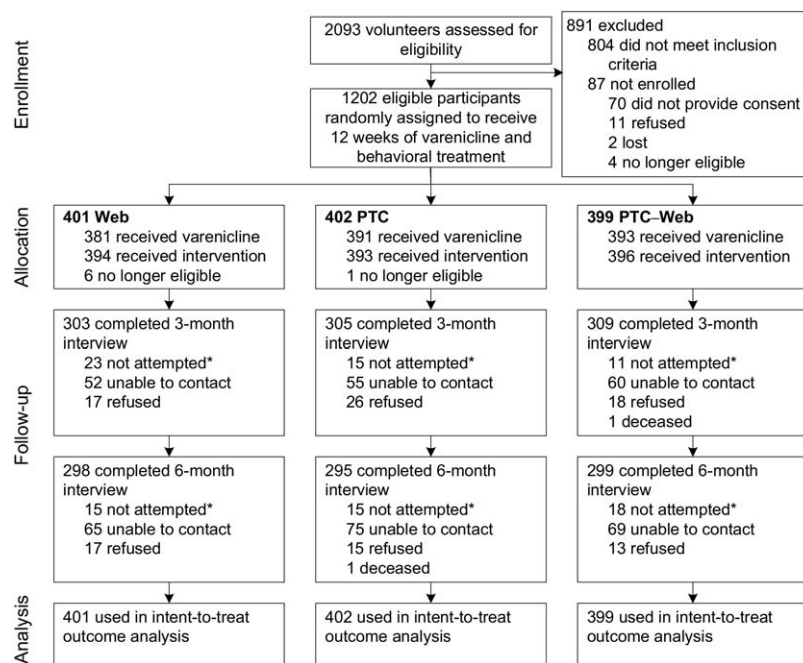 Enrollment
2093 volunteers assessed for
eligibility
891 excluded
804 did not meet inclusion
criteria
87 not enrolled
70 did not provide consent
11 refused
2 lost
4 no longer eligible
1202 eligible participants
randomly assigned to receive
12 weeks of varenicline and
behavioral treatment
Allocation
401 Web
381 received varenicline
394 received intervention
6 no longer eligible
402 PTC
391 received varenicline
393 received intervention
1 no longer eligible
399 PTC–Web
393 received varenicline
396 received intervention
Follow-up
303 completed 3-month
interview
23 not attempted*
52 unable to contact
17 refused
305 completed 3-month
interview
15 not attempted*
55 unable to contact
26 refused
309 completed 3-month
interview
11 not attempted*
60 unable to contact
18 refused
1 deceased
298 completed 6-month
interview
15 not attempted*
65 unable to contact
17 refused
295 completed 6-month
interview
15 not attempted*
75 unable to contact
15 refused
1 deceased
299 completed 6-month
interview
18 not attempted*
69 unable to contact
13 refused
Analysis
401 used in intent-to-treat
outcome analysis
402 used in intent-to-treat
outcome analysis
399 used in intent-to-treat
outcome analysis